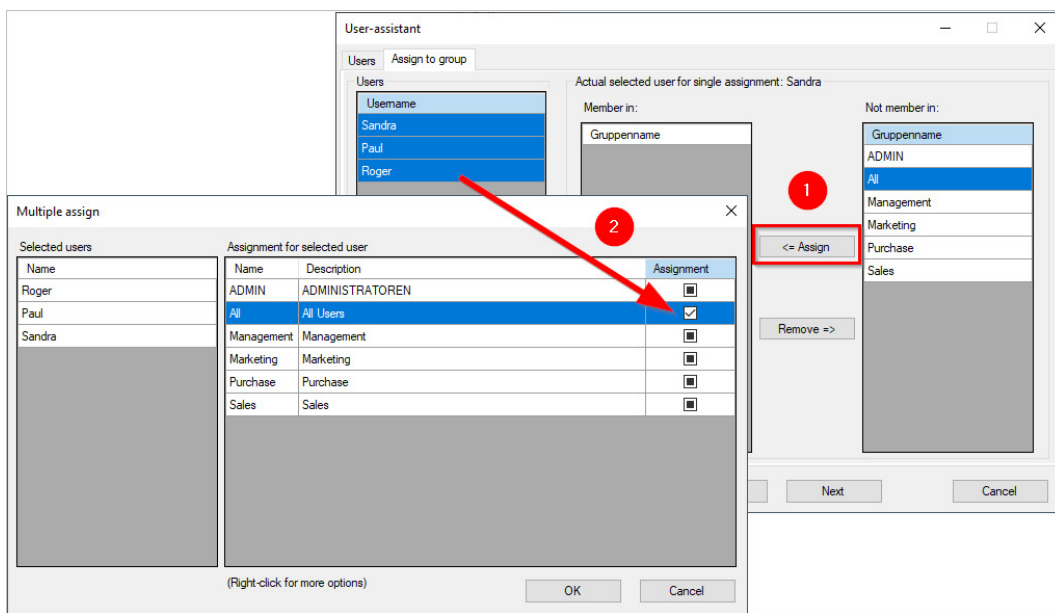 User-assistant
Users
Assign to group
Users
Username
Sandra
Paul
Roger
Actual selected user for single assignment: Sandra
Member in:
Gruppenname
1
<= Assign
Remove =>
Not member in:
Gruppenname
ADMIN
All
Management
Marketing
Purchase
Sales
Next
Cancel
Multiple assign
2
Selected users
Name
Roger
Paul
Sandra
Assignment for selected user
Name Description Assignment
ADMIN ADMINISTRATOREN
All All Users
Management Management
Marketing Marketing
Purchase Purchase
Sales Sales
(Right-click for more options)
OK
Cancel